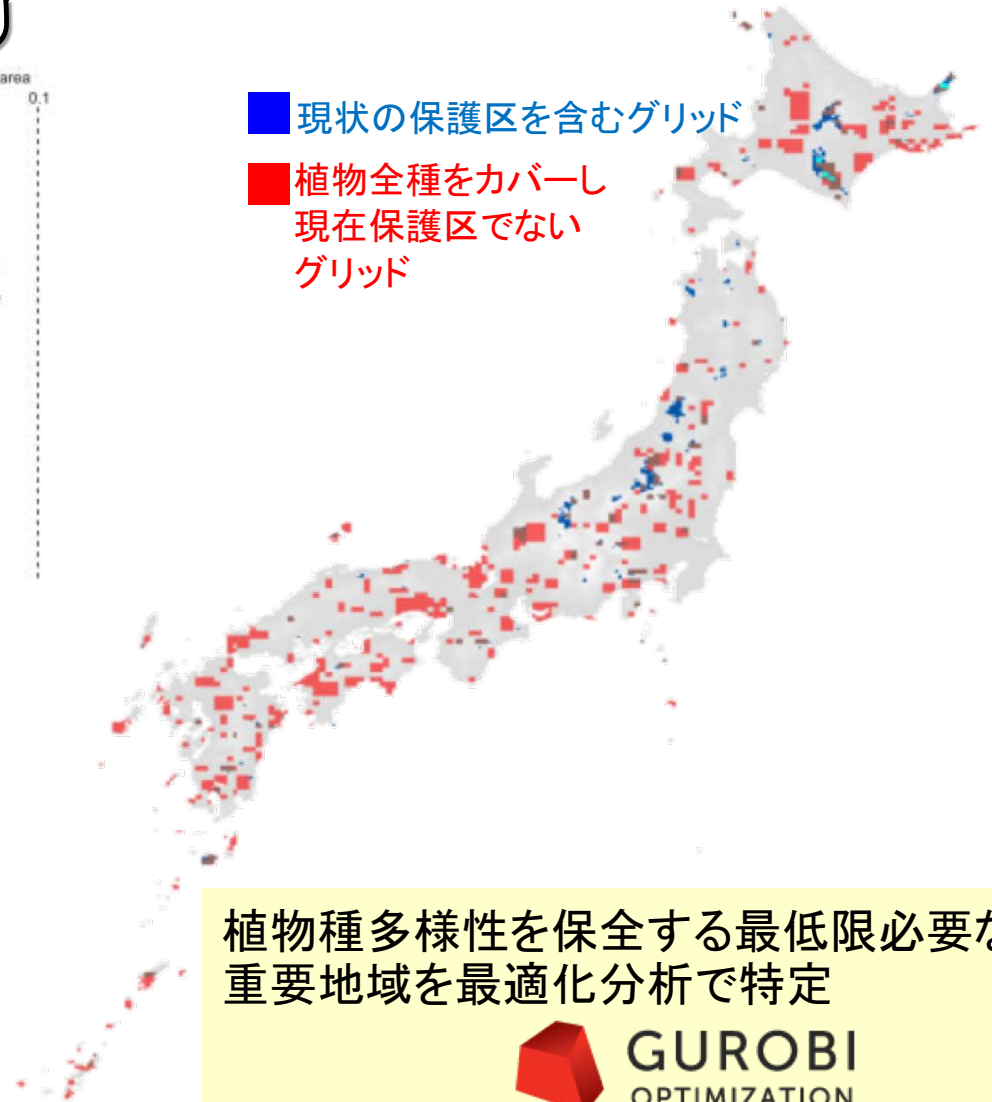 area
0.1
現状の保護区を含むグリッド
植物全種をカバーし
現在保護区でない
グリッド
植物種多様性を保全する最低限必要な
重要地域を最適化分析で特定
GUROBI
OPTIMIZATION